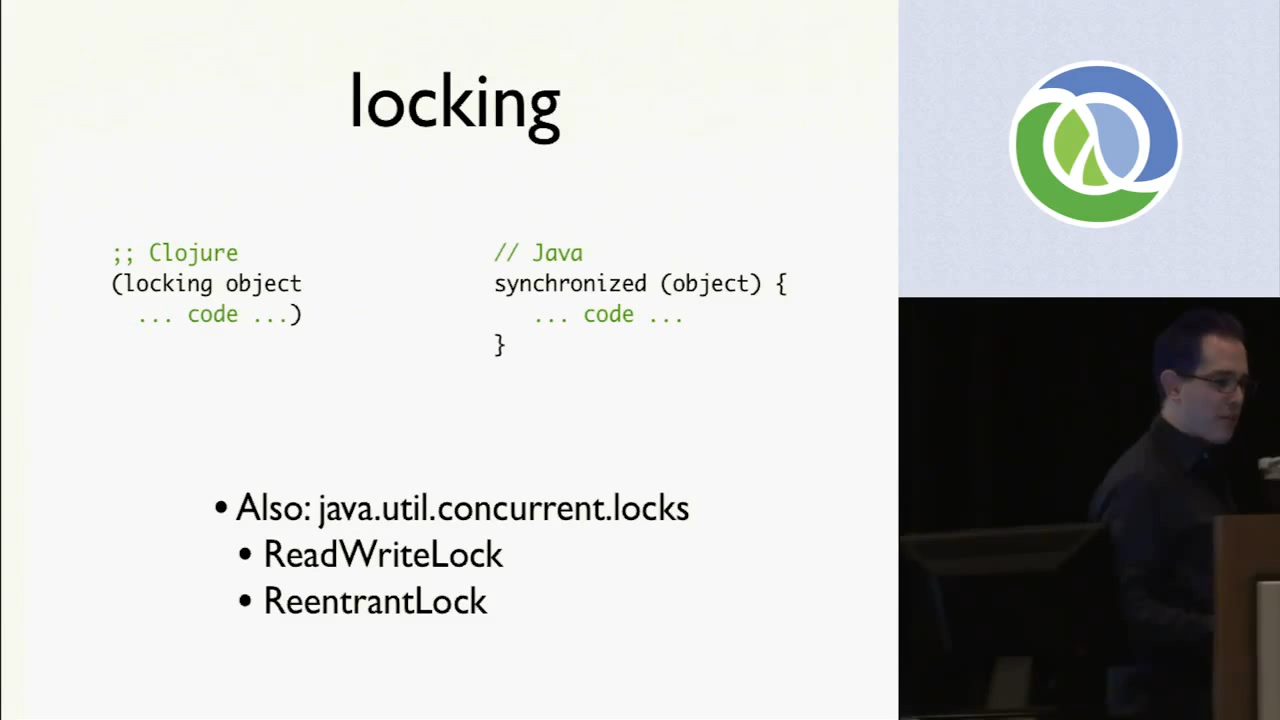 locking
;; Clojure
(locking object
... code ...)
// Java
synchronized (object) {
... code ...
}
• Also: java.util.concurrent.locks
• ReadWriteLock
• ReentrantLock